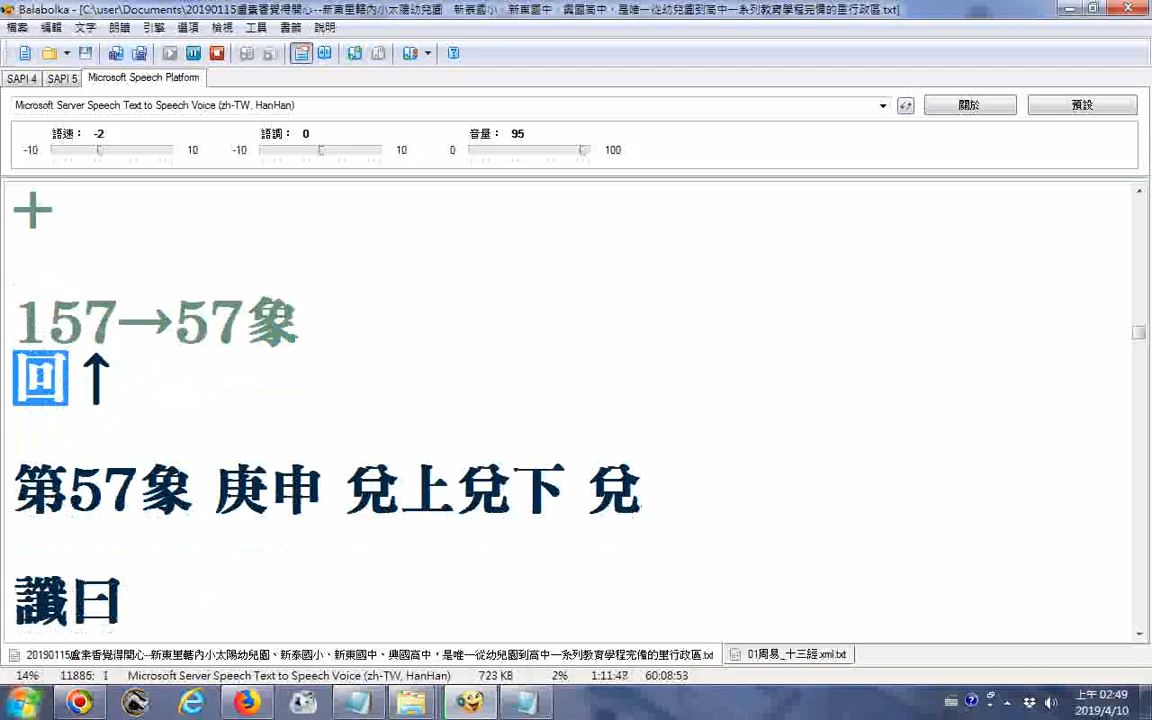 Balabolka - [C:\user\Documents\20190115盧彙香覺得開心--新東里轄內小太陽幼兒園、新泰國小、新東國中、興國高中，是唯一從幼兒園到高中一系列教育學程完備的里行政區.txt]
檔案 編輯 文字 朗讀 引擎 選項 檢視 工具 書籤 說明
SAPI 4 SAPI 5 Microsoft Speech Platform
Microsoft Server Speech Text to Speech Voice (zh-TW, HanHan) 關於 預設
語速： -2 語調： 0 音量： 95
-10 10 -10 10 0 100
＋
157→57象
回↑
第57象 庚申 兌上兌下 兌
讖曰
20190115盧彙香覺得開心--新東里轄內小太陽幼兒園、新泰國小、新東國中、興國高中，是唯一從幼兒園到高中一系列教育學程完備的里行政區.txt 01周易_十三經.xml.txt
14% 11886: 1 Microsoft Server Speech Text to Speech Voice (zh-TW, HanHan) 723 KB 2% 1:11:47 60:08:53
上午 02:49
2019/4/10